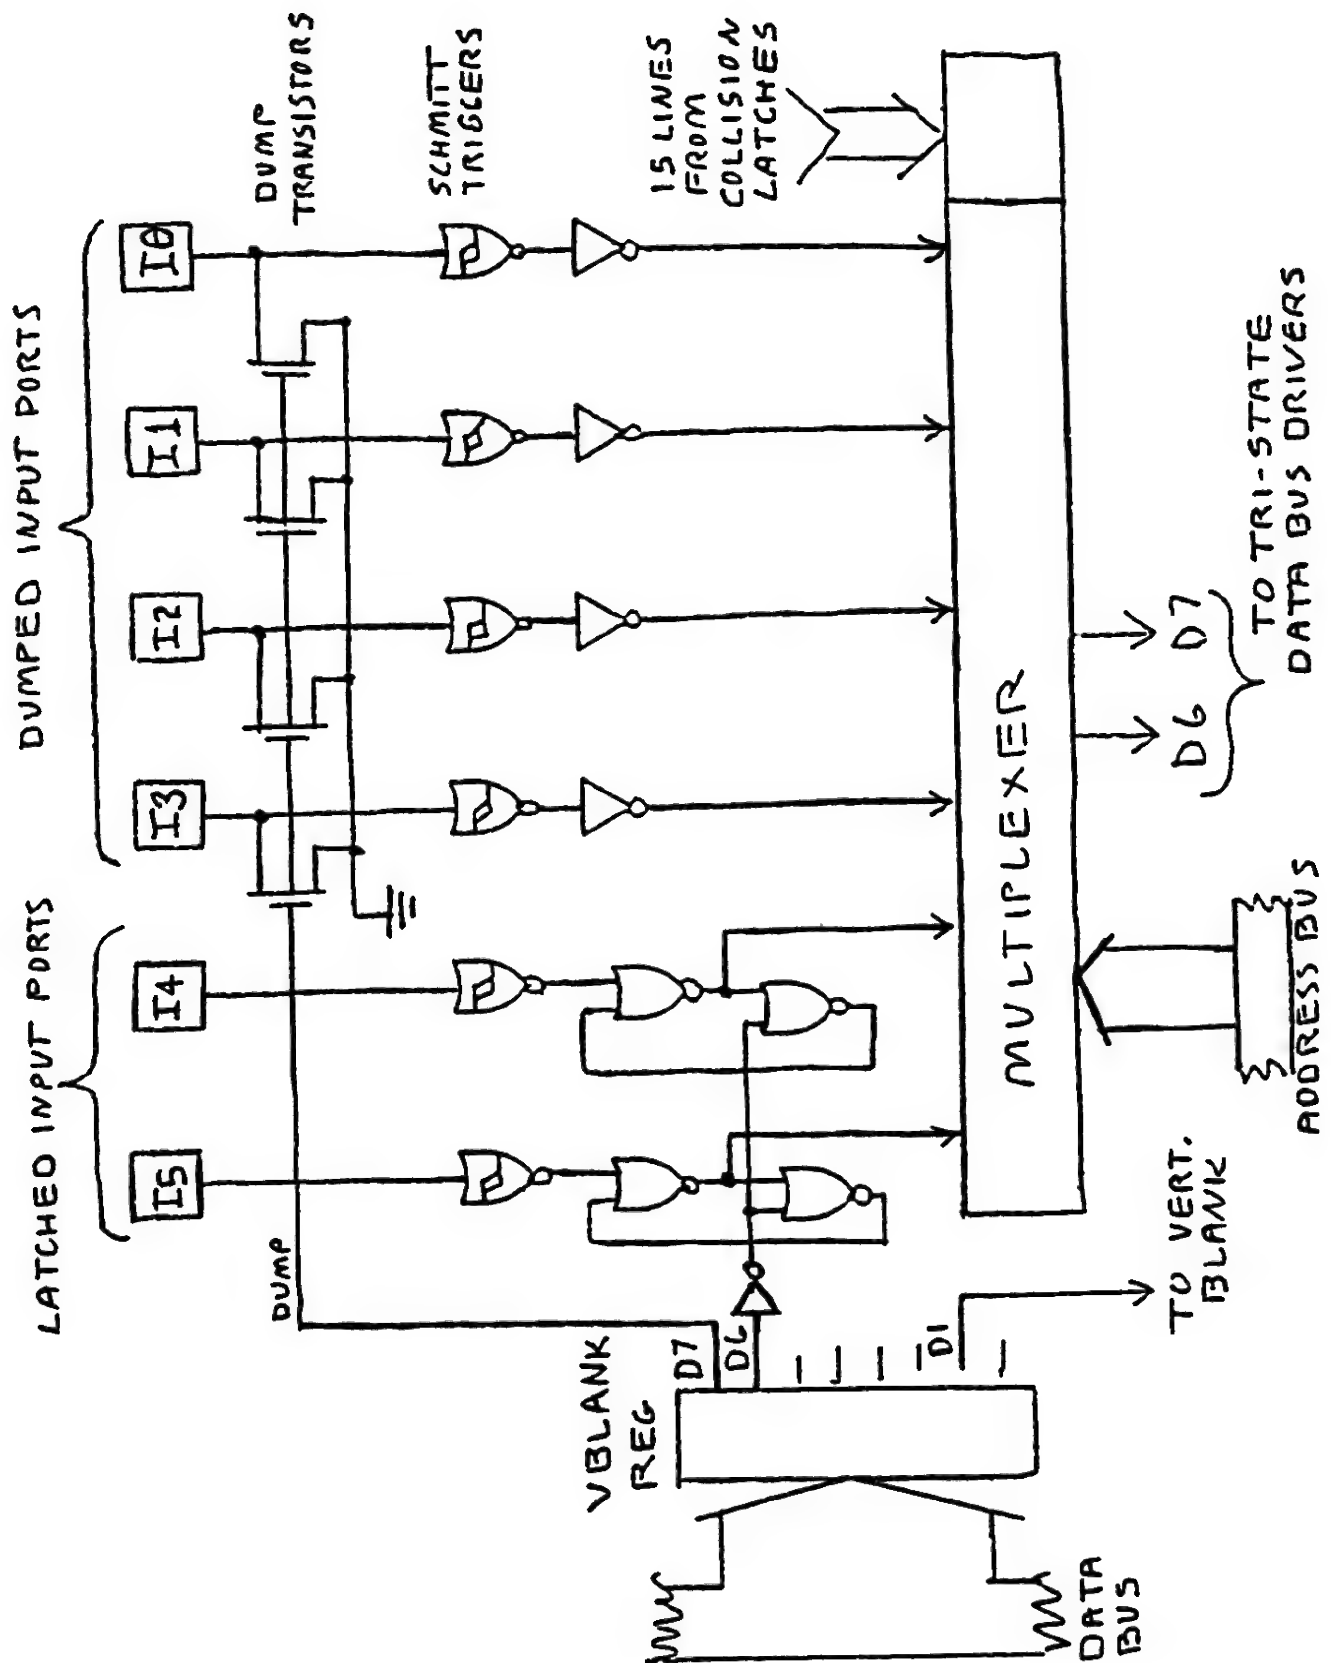 LATCHED INPUT PORTS
DUMPED INPUT PORTS
I5
I4
I3
I2
I1
I0
DUMP
DUMP
TRANSISTORS
SCHMITT
TRIGGERS
15 LINES
FROM
COLLISION
LATCHES
VBLANK
REG
D7
D6
D1
DATA
BUS
MULTIPLEXER
TO VERT.
BLANK
ADDRESS BUS
D6
D7
TO TRI-STATE
DATA BUS DRIVERS